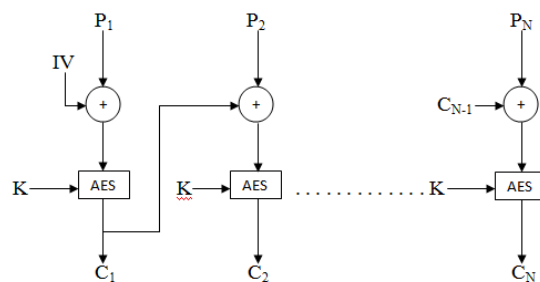 P1 P2 PN
IV
+ + CN-1 +
K AES K AES . . . . . . . . . . . . . K AES
C1 C2 CN